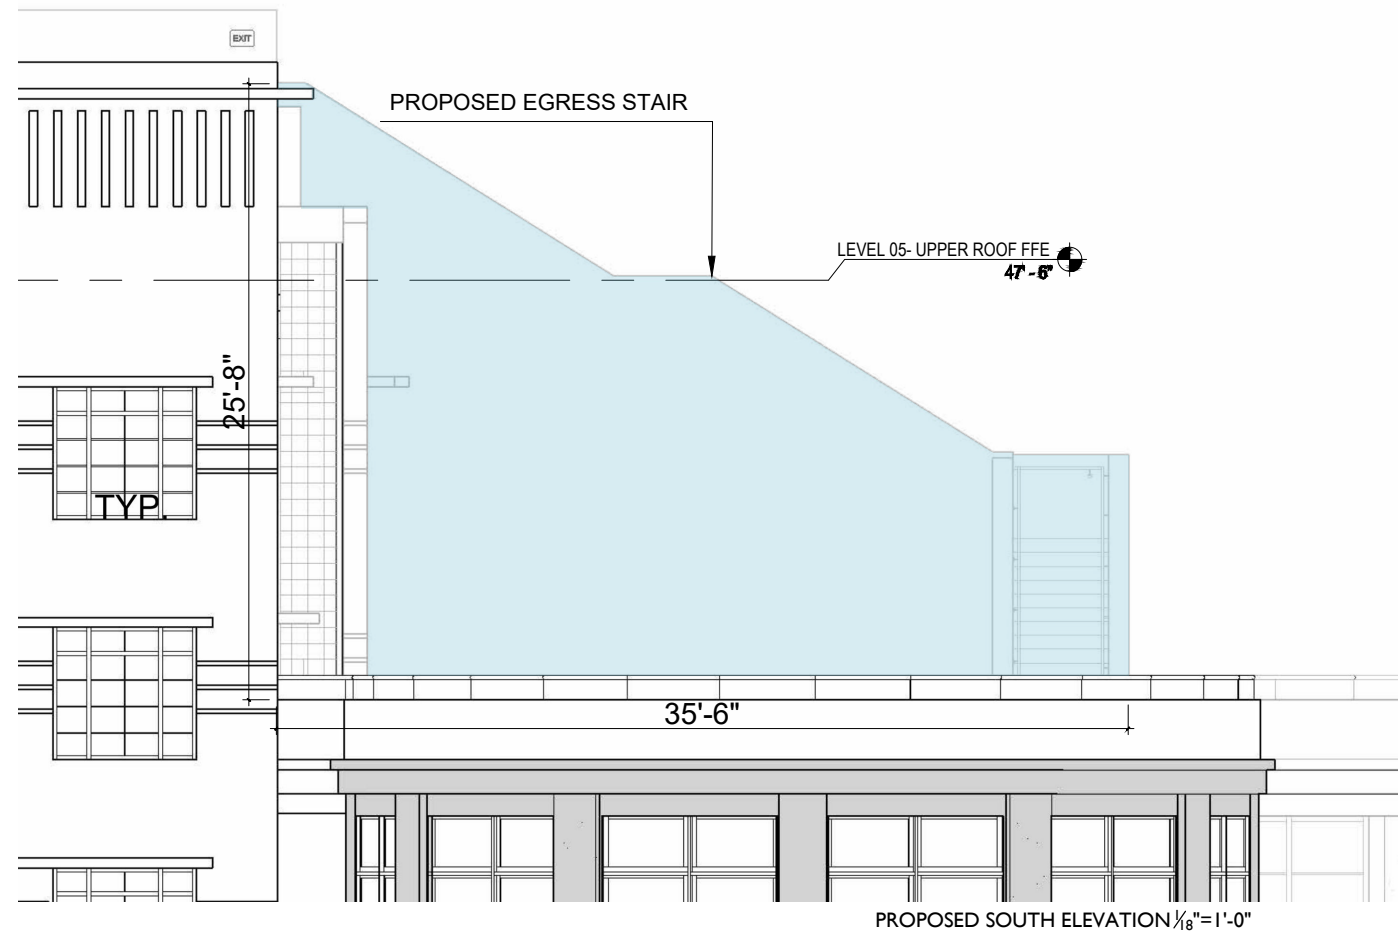 EXIT
PROPOSED EGRESS STAIR
LEVEL 05- UPPER ROOF FFE
47' - 6"
25'-8"
TYP.
35'-6"
PROPOSED SOUTH ELEVATION 1/8"=1'-0"